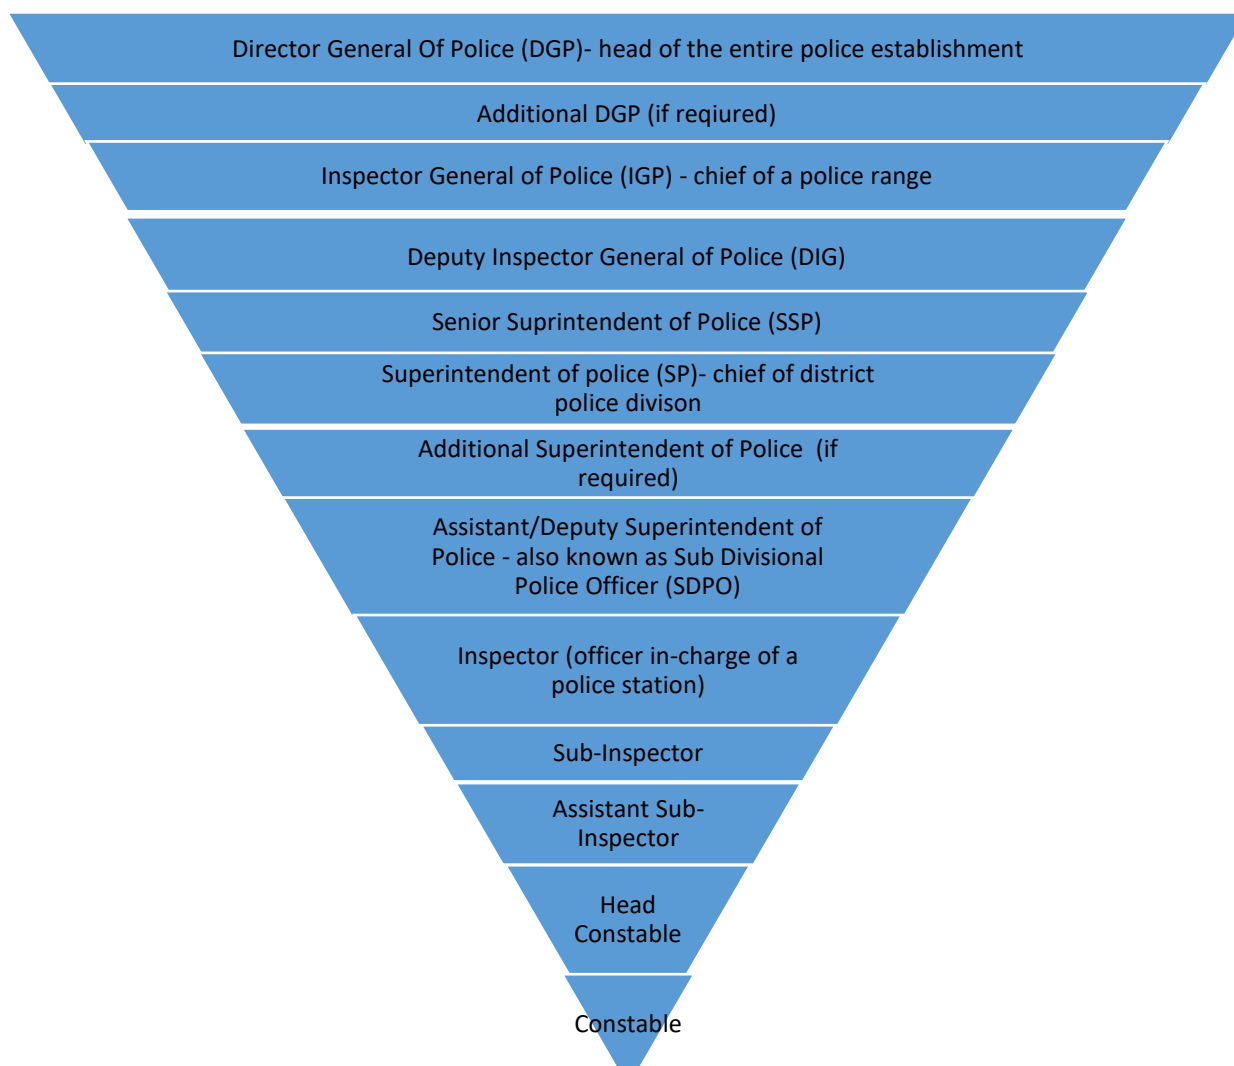 Director General Of Police (DGP)- head of the entire police establishment
Additional DGP (if reqiured)
Inspector General of Police (IGP) - chief of a police range
Deputy Inspector General of Police (DIG)
Senior Suprintendent of Police (SSP)
Superintendent of police (SP)- chief of district
police divison
Additional Superintendent of Police  (if
required)
Assistant/Deputy Superintendent of
Police - also known as Sub Divisional
Police Officer (SDPO)
Inspector (officer in-charge of a
police station)
Sub-Inspector
Assistant Sub-
Inspector
Head
Constable
Constable